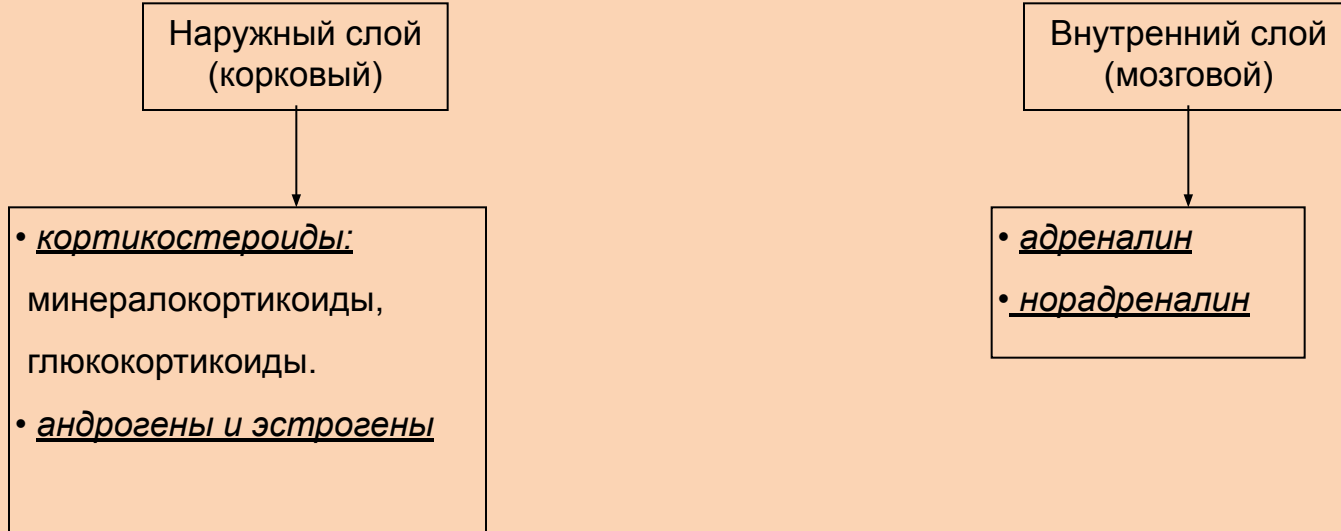 Наружный слой
(корковый)
Внутренний слой
(мозговой)
• кортикостероиды:
минералокортикоиды,
глюкокортикоиды.
• андрогены и эстрогены
• адреналин
• норадреналин